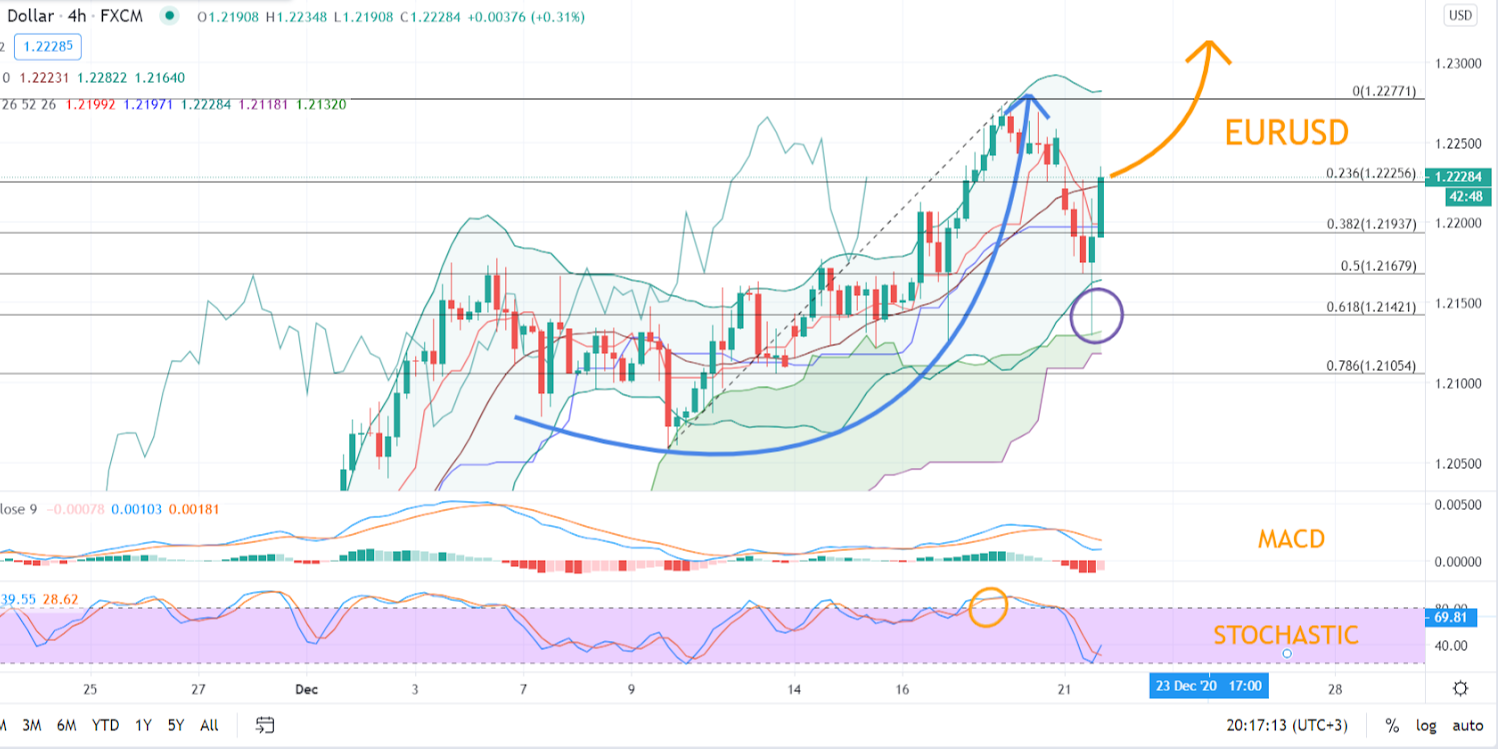 Dollar · 4h · FXCM O1.21908 H1.22348 L1.21908 C1.22284 +0.00376 (+0.31%)
USD
2 1.22285
0 1.22231 1.22822 1.21640
26 52 26 1.21992 1.21971 1.22284 1.21181 1.21320
1.23000
0(1.22771)
EURUSD
1.22500
0.236(1.22256)
1.22284
42:48
0.382(1.21937)
1.22000
0.5(1.21679)
0.618(1.21421)
1.21500
0.786(1.21054)
1.21000
1.20500
lose 9 −0.00078 0.00103 0.00181
0.00500
MACD
0.00000
39.55 28.62
80.00
69.81
STOCHASTIC
40.00
25 27 Dec 3 7 9 14 16 21 23 Dec '20 17:00 28
M 3M 6M YTD 1Y 5Y All 20:17:13 (UTC+3) % log auto